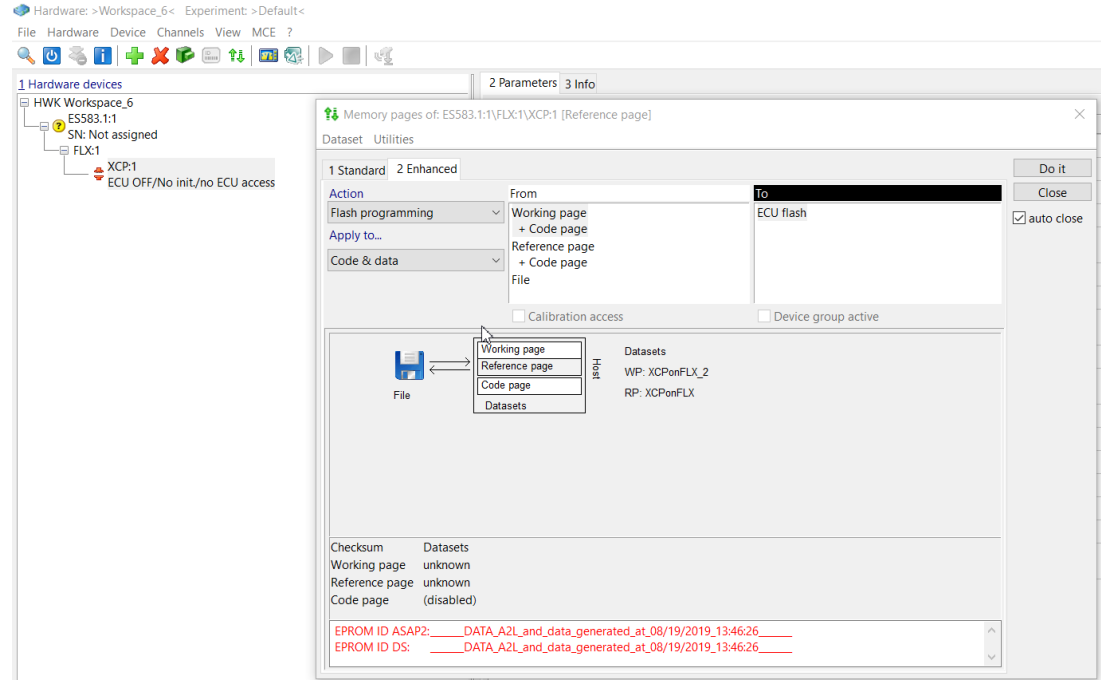 Hardware: >Workspace_6< Experiment: >Default<
File Hardware Device Channels View MCE ?
1 Hardware devices
2 Parameters 3 Info
HWK Workspace_6
ES583.1:1
SN: Not assigned
FLX:1
XCP:1
ECU OFF/No init./no ECU access
Memory pages of: ES583.1:1\FLX:1\XCP:1 [Reference page]
Dataset Utilities
1 Standard 2 Enhanced
Do it
Close
auto close
Action
Flash programming
Apply to...
Code & data
From
Working page
+ Code page
Reference page
+ Code page
File
To
ECU flash
Calibration access
Device group active
File
Working page
Reference page
Code page
Datasets
Host
Datasets
WP: XCPonFLX_2
RP: XCPonFLX
Checksum Datasets
Working page unknown
Reference page unknown
Code page (disabled)
EPROM ID ASAP2:______DATA_A2L_and_data_generated_at_08/19/2019_13:46:26______
EPROM ID DS: ______DATA_A2L_and_data_generated_at_08/19/2019_13:46:26______